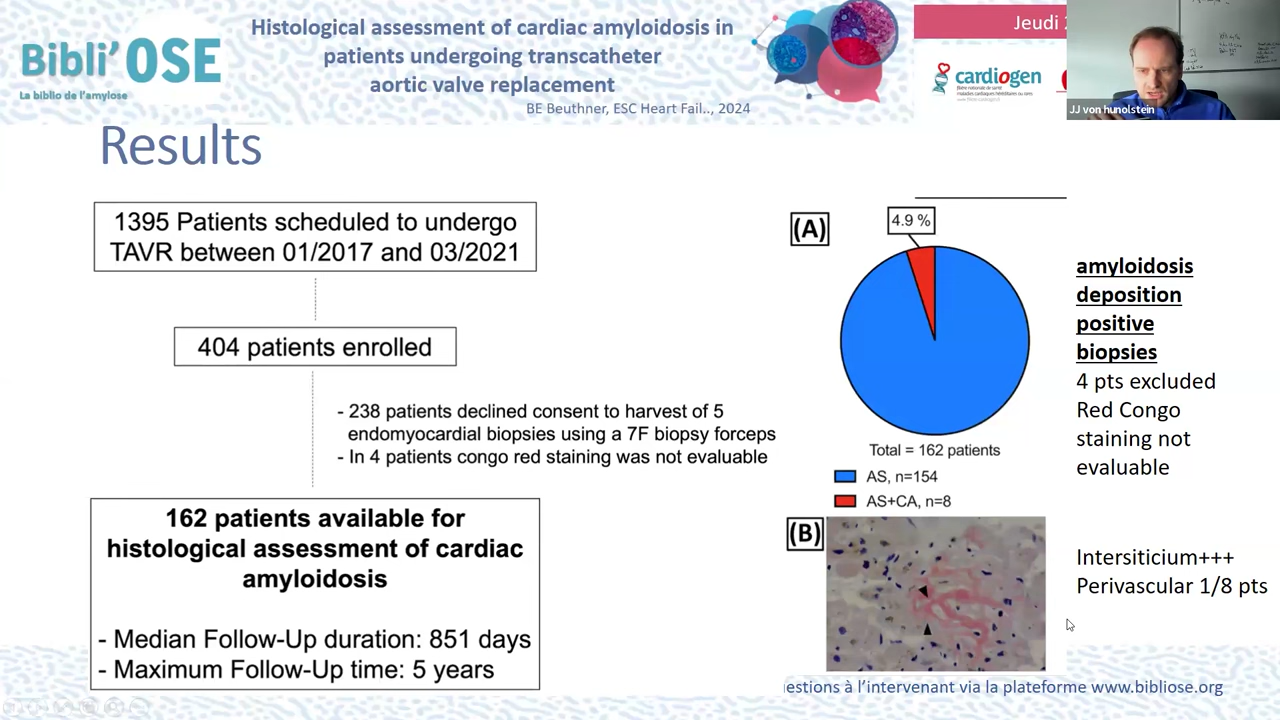 Bibli'OSE
La biblio de l'amylose
Histological assessment of cardiac amyloidosis in
patients undergoing transcatheter
aortic valve replacement
BE Beuthner, ESC Heart Fail.., 2024
Jeudi
cardiogen
JJ von hunolstein
Results
1395 Patients scheduled to undergo
TAVR between 01/2017 and 03/2021
404 patients enrolled
- 238 patients declined consent to harvest of 5
endomyocardial biopsies using a 7F biopsy forceps
- In 4 patients congo red staining was not evaluable
162 patients available for
histological assessment of cardiac
amyloidosis
- Median Follow-Up duration: 851 days
- Maximum Follow-Up time: 5 years
(A)
4.9 %
Total = 162 patients
AS, n=154
AS+CA, n=8
(B)
amyloidosis
deposition
positive
biopsies
4 pts excluded
Red Congo
staining not
evaluable
Intersiticium+++
Perivascular 1/8 pts
estions à l'intervenant via la plateforme www.bibliose.org